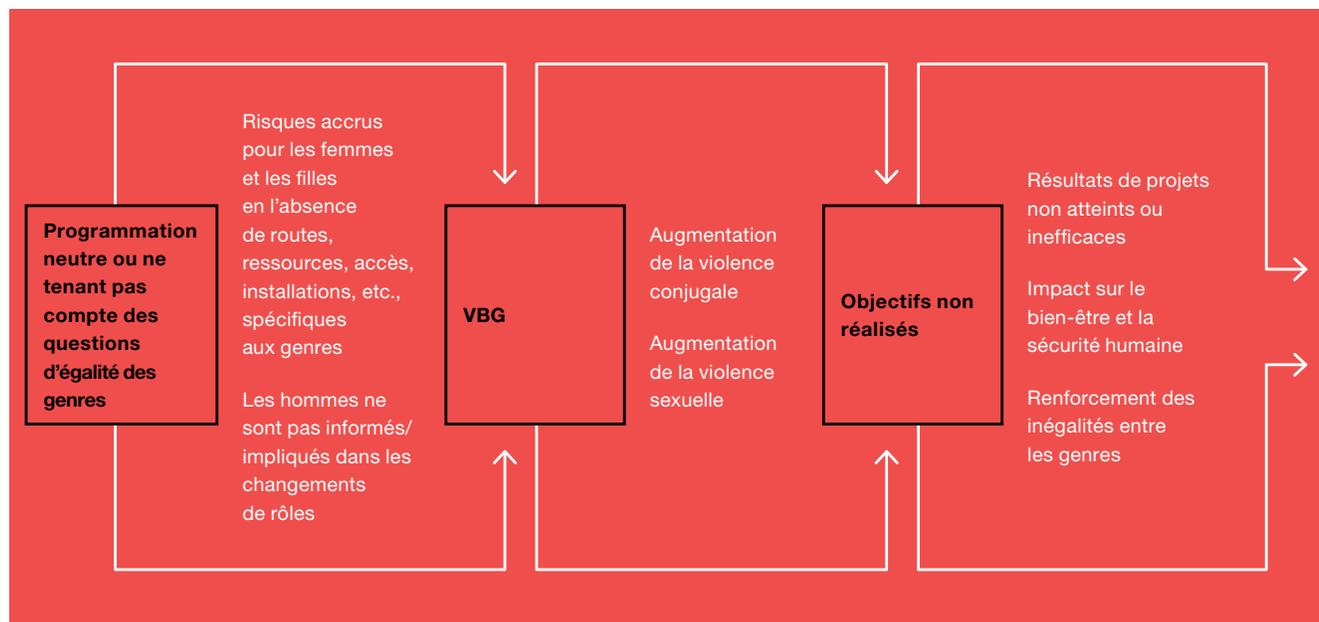 Programmation
neutre ou ne
tenant pas
compte des
questions
d'égalité des
genres
Risques accrus
pour les femmes
et les filles
en l'absence
de routes,
ressources, accès,
installations, etc.,
spécifiques
aux genres
Les hommes ne
sont pas informés/
impliqués dans les
changements
de rôles
VBG
Augmentation
de la violence
conjugale
Augmentation
de la violence
sexuelle
Objectifs non
réalisés
Résultats de projets
non atteints ou
inefficaces
Impact sur le
bien-être et la
sécurité humaine
Renforcement des
inégalités entre
les genres